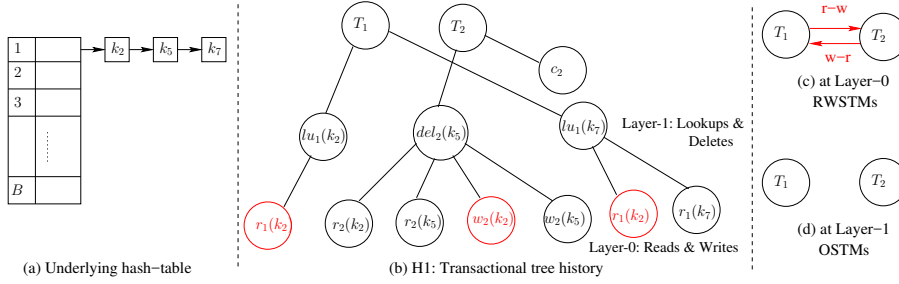 1
2
3
B
k₂ k₅ k₇
(a) Underlying hash−table
T₁
T₂
c₂
lu₁(k₂)
del₂(k₅)
lu₁(k₇)
Layer−1: Lookups &
Deletes
r₁(k₂
r₂(k₂)
r₂(k₅)
w₂(k₂)
w₂(k₅)
r₁(k₂)
r₁(k₇)
Layer−0: Reads & Writes
(b) H1: Transactional tree history
r−w
T₁
T₂
w−r
(c) at Layer−0
RWSTMs
T₁
T₂
(d) at Layer−1
OSTMs